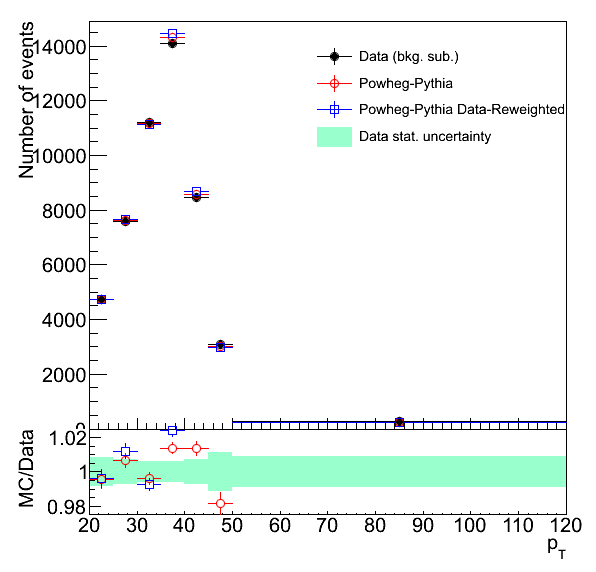 Number of events
14000
12000
10000
8000
6000
4000
2000
Data (bkg. sub.)
Powheg-Pythia
Powheg-Pythia Data-Reweighted
Data stat. uncertainty
MC/Data
1.02
1
0.98
20 30 40 50 60 70 80 90 100 110 120
pT